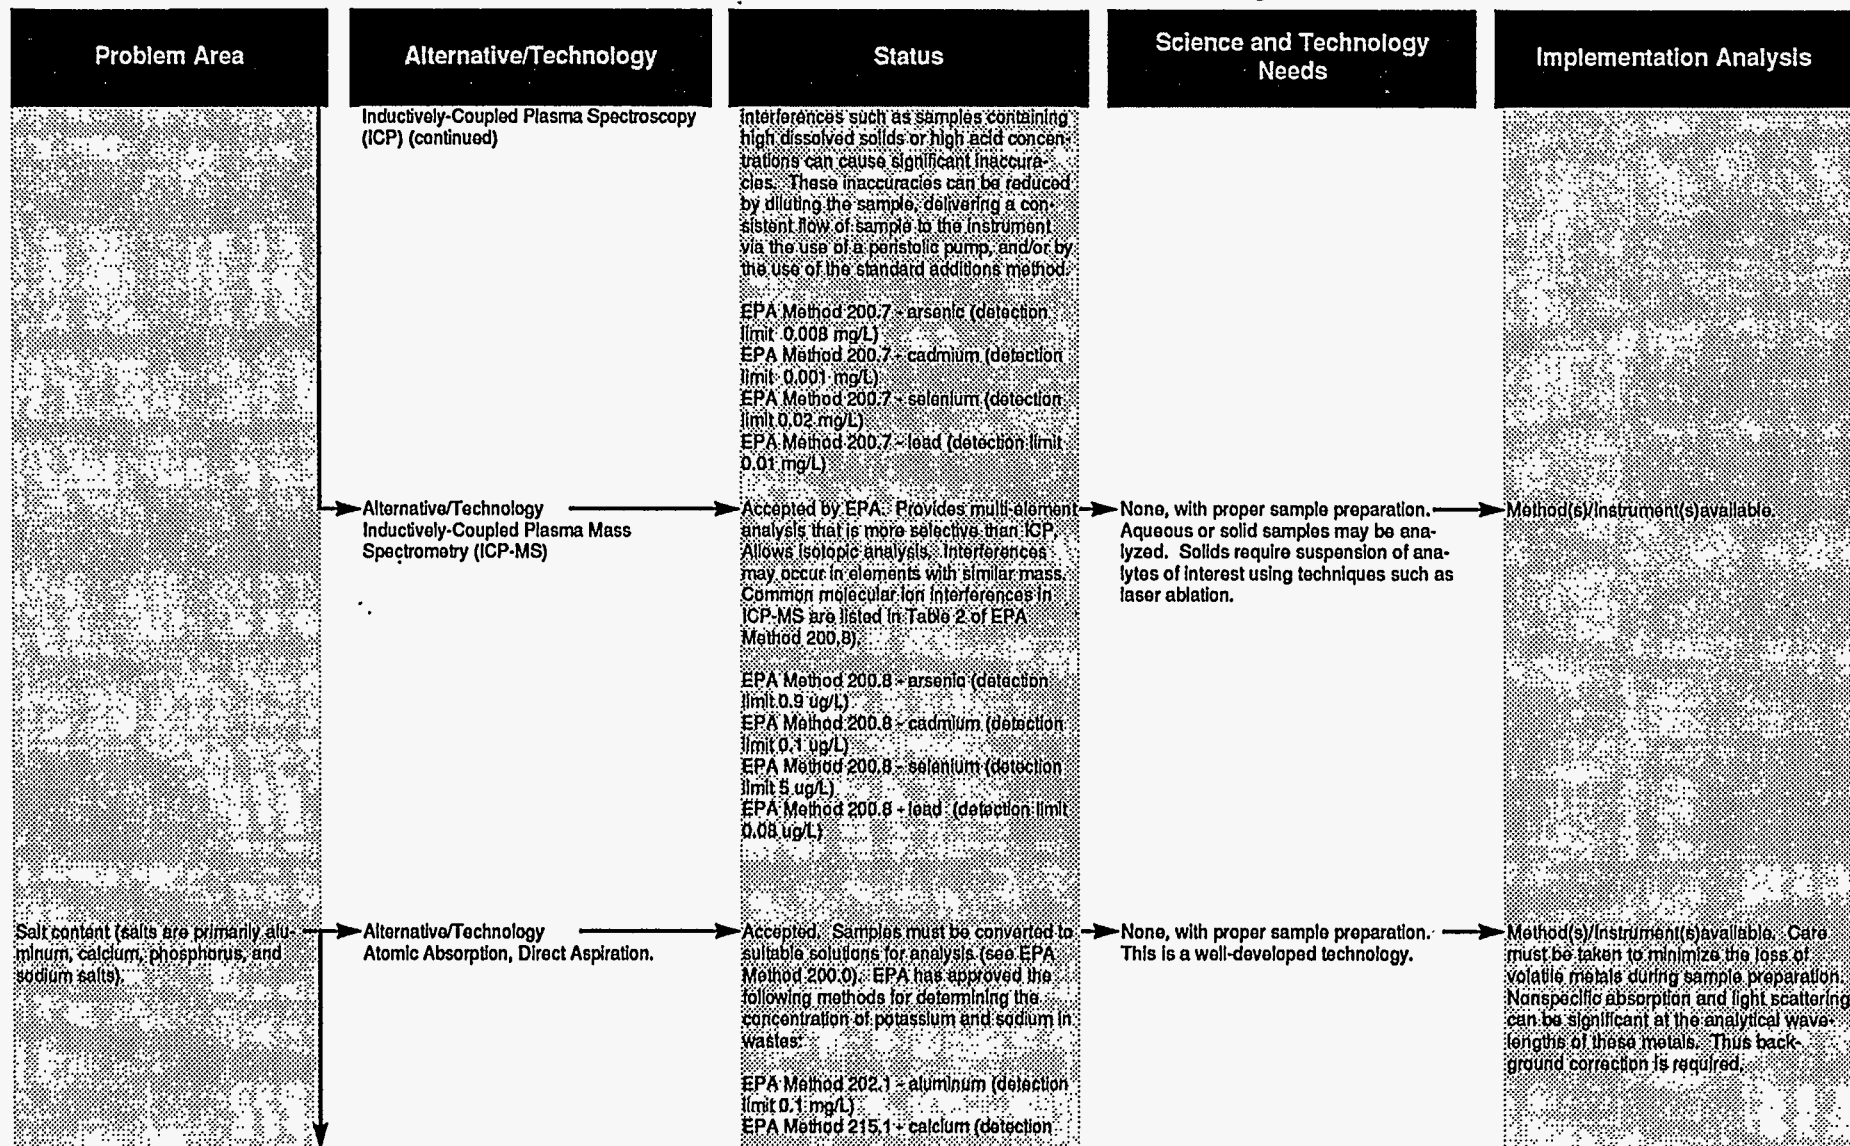 Problem Area
Alternative/Technology
Status
Science and Technology
Needs
Implementation Analysis
Inductively-Coupled Plasma Spectroscopy
(ICP) (continued)
interferences such as samples containing
high dissolved solids or high acid concen-
trations can cause significant inaccura-
cies. These inaccuracies can be reduced
by diluting the sample, delivering a con-
sistent flow of sample to the instrument
via the use of a peristolic pump, and/or by
the use of the standard additions method.
EPA Method 200.7 - arsenic (detection
limit 0.008 mg/L)
EPA Method 200.7 - cadmium (detection
limit 0.001 mg/L)
EPA Method 200.7 - selenium (detection
limit 0.02 mg/L)
EPA Method 200.7 - lead (detection limit
0.01 mg/L)
Alternative/Technology
Inductively-Coupled Plasma Mass
Spectrometry (ICP-MS)
Accepted by EPA. Provides multi-element
analysis that is more selective than ICP.
Allows isotopic analysis. Interferences
may occur in elements with similar mass.
Common molecular ion interferences in
ICP-MS are listed in Table 2 of EPA
Method 200.8).
EPA Method 200.8 - arsenic (detection
limit 0.9 ug/L)
EPA Method 200.8 - cadmium (detection
limit 0.1 ug/L)
EPA Method 200.8 - selenium (detection
limit 5 ug/L)
EPA Method 200.8 - lead (detection limit
0.08 ug/L)
None, with proper sample preparation.
Aqueous or solid samples may be ana-
lyzed. Solids require suspension of ana-
lytes of interest using techniques such as
laser ablation.
Method(s)/Instrument(s)available.
Salt content (salts are primarily alu-
minum, calcium, phosphorus, and
sodium salts).
Alternative/Technology
Atomic Absorption, Direct Aspiration.
Accepted. Samples must be converted to
suitable solutions for analysis (see EPA
Method 200.0). EPA has approved the
following methods for determining the
concentration of potassium and sodium in
wastes:
EPA Method 202.1 - aluminum (detection
limit 0.1 mg/L)
EPA Method 215.1 - calcium (detection
None, with proper sample preparation.
This is a well-developed technology.
Method(s)/Instrument(s)available. Care
must be taken to minimize the loss of
volatile metals during sample preparation.
Nonspecific absorption and light scattering
can be significant at the analytical wave-
lengths of these metals. Thus back-
ground correction is required.